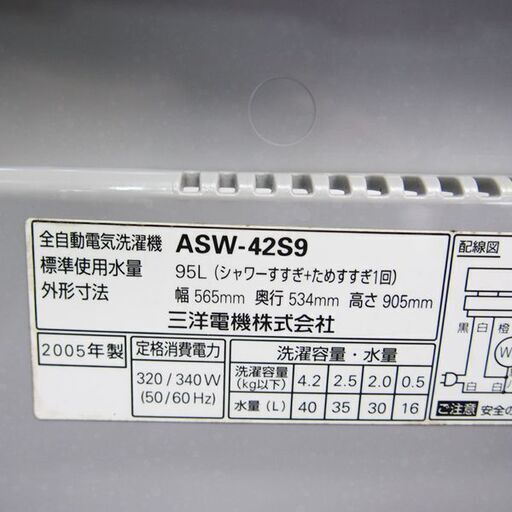 全自動電気洗濯機 ASW-42S9
標準使用水量 95L（シャワーすすぎ+ためすすぎ1回）
外形寸法 幅 565mm 奥行 534mm 高さ 905mm
三洋電機株式会社
2005年製
定格消費電力
320/340W
(50/60Hz)
洗濯容量・水量
洗濯容量(kg以下) 4.2 2.5 2.0 0.5
水量（L） 40 35 30 16
配線図
黒 白 橙
W
ご注意 安全の